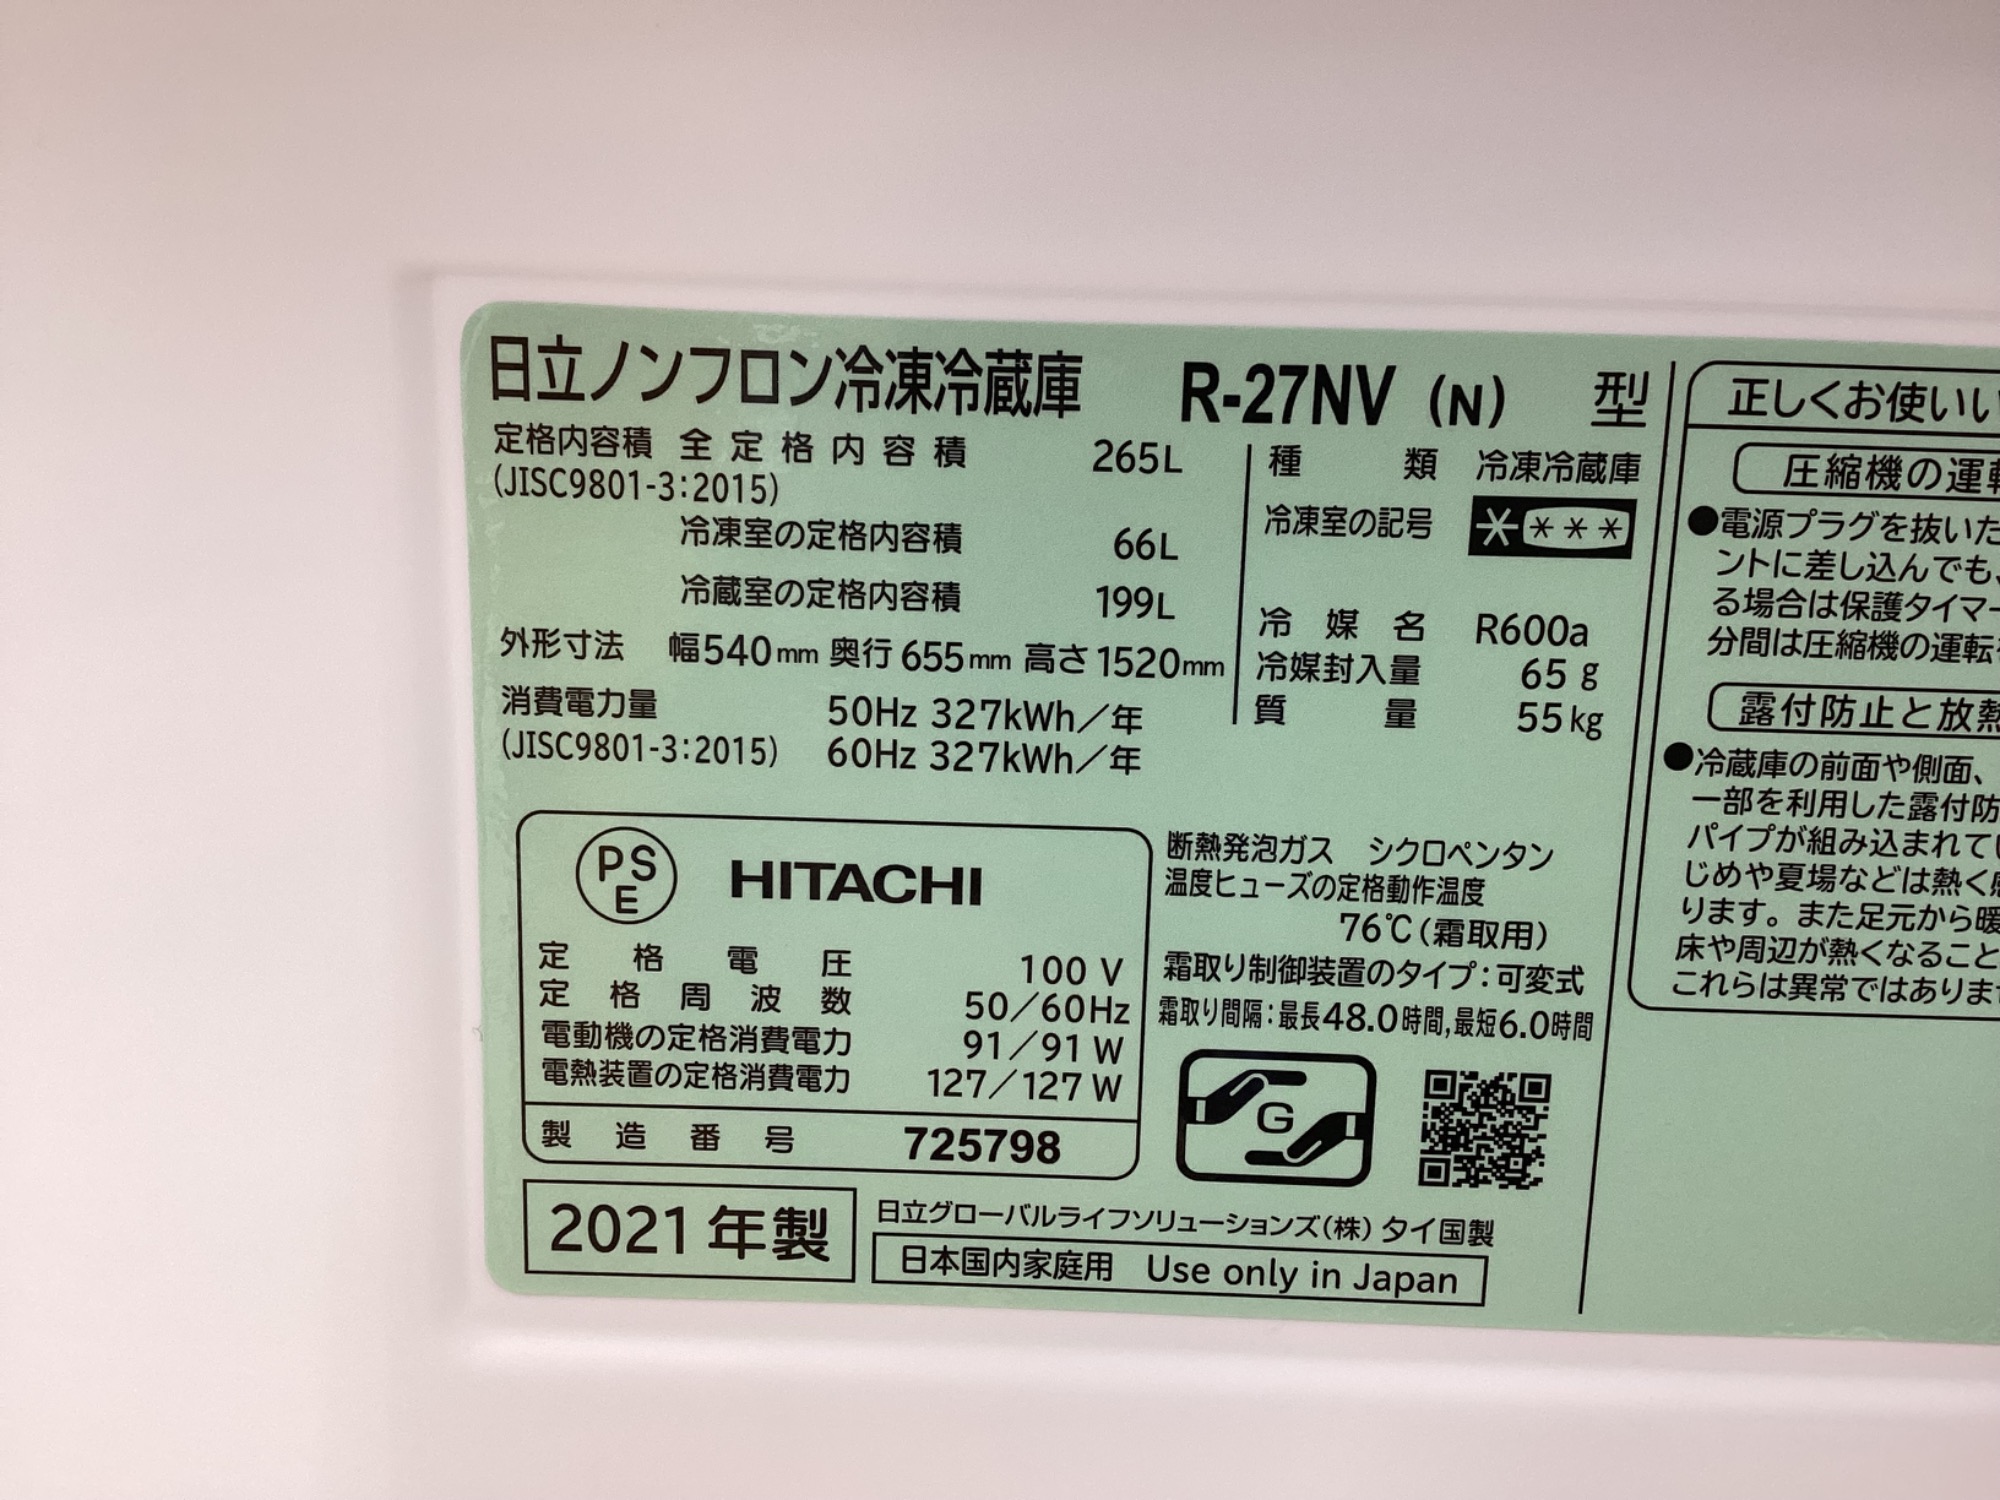 日立ノンフロン冷凍冷蔵庫 R-27NV (N) 型
定格内容積 全定格内容積 265L
(JISC9801-3:2015)
冷凍室の定格内容積 66L
冷蔵室の定格内容積 199L
外形寸法 幅540mm 奥行655mm 高さ1520mm
消費電力量 50Hz 327kWh/年
(JISC9801-3:2015) 60Hz 327kWh/年
種類 冷凍冷蔵庫
冷凍室の記号 ****
冷媒名 R600a
冷媒封入量 65g
質量 55kg
PSE HITACHI
定格電圧 100V
定格周波数 50/60Hz
電動機の定格消費電力 91/91W
電熱装置の定格消費電力 127/127W
製造番号 725798
断熱発泡ガス シクロペンタン
温度ヒューズの定格動作温度
76℃(霜取用)
霜取り制御装置のタイプ:可変式
霜取り間隔:最長48.0時間,最短6.0時間
G
2021年製
日立グローバルライフソリューションズ(株) タイ国製
日本国内家庭用 Use only in Japan
正しくお使いい
圧縮機の運転
●電源プラグを抜いた
ントに差し込んでも、
る場合は保護タイマー
分間は圧縮機の運転
露付防止と放熱
●冷蔵庫の前面や側面、
一部を利用した露付防
パイプが組み込まれてい
じめや夏場などは熱く感
ります。また足元から暖
床や周辺が熱くなること
これらは異常ではありませ